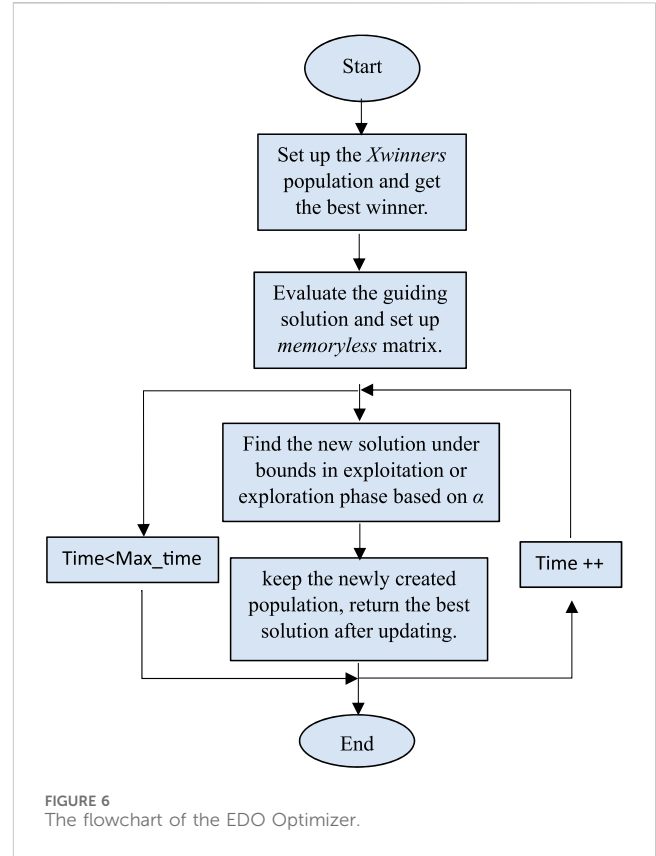 Start
Set up the Xwinners
population and get
the best winner.
Evaluate the guiding
solution and set up
memoryless matrix.
Find the new solution under
bounds in exploitation or
exploration phase based on α
Time<Max_time
Time ++
keep the newly created
population, return the best
solution after updating.
End
FIGURE 6
The flowchart of the EDO Optimizer.